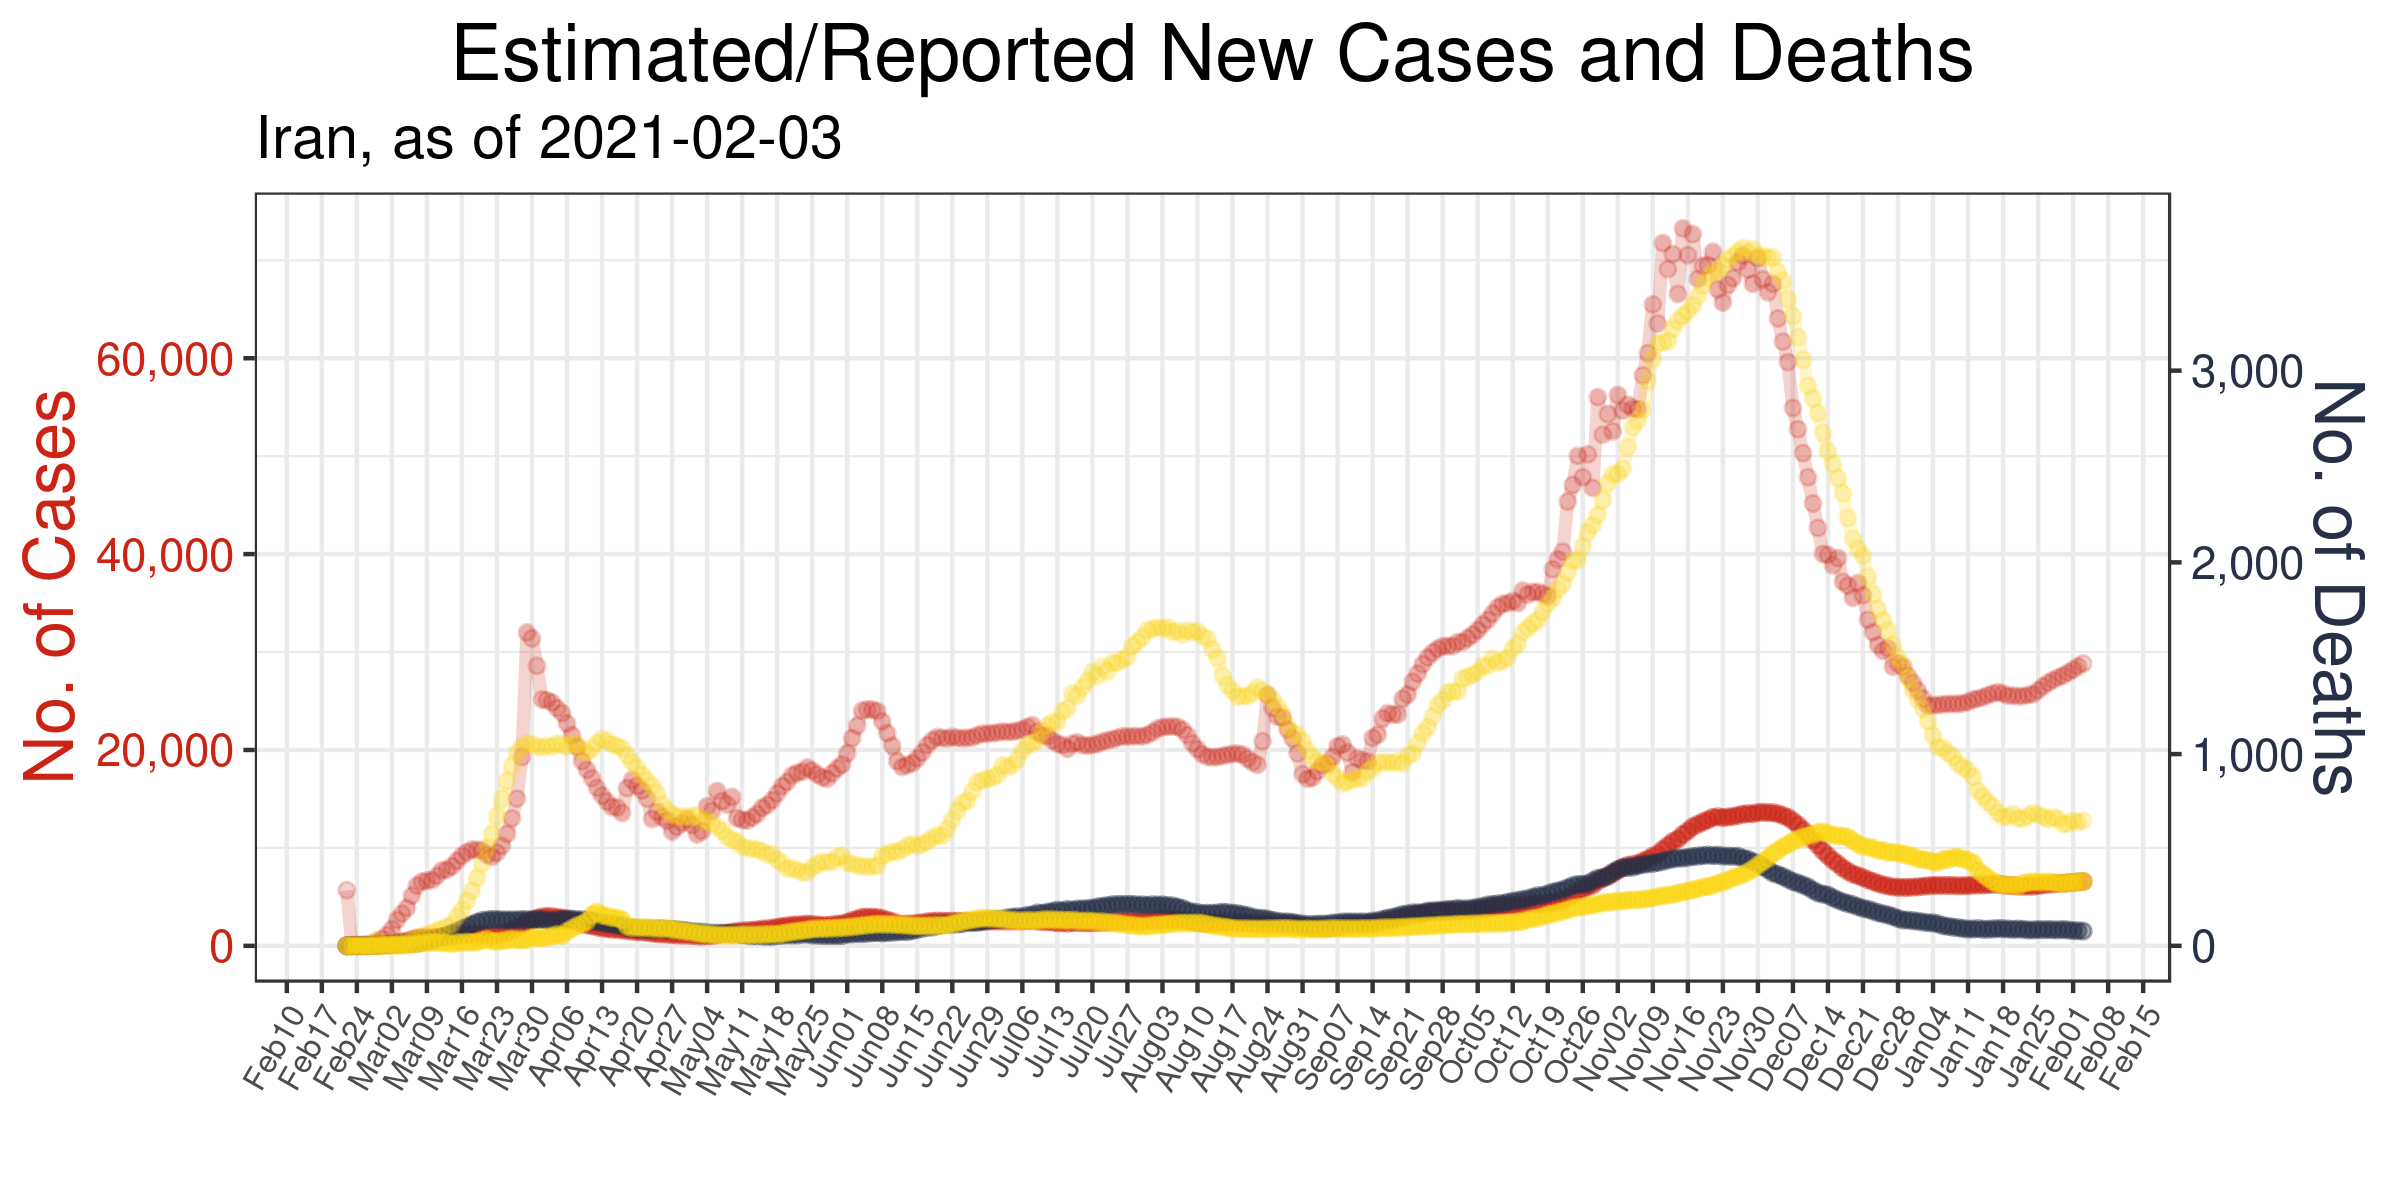 Estimated/Reported New Cases and Deaths
Iran, as of 2021-02-03
No. of Cases
60,000
40,000
20,000
0
No. of Deaths
3,000
2,000
1,000
0
Feb10
Feb17
Feb24
Mar02
Mar09
Mar16
Mar23
Mar30
Apr06
Apr13
Apr20
Apr27
May04
May11
May18
May25
Jun01
Jun08
Jun15
Jun22
Jun29
Jul06
Jul13
Jul20
Jul27
Aug03
Aug10
Aug17
Aug24
Aug31
Sep07
Sep14
Sep21
Sep28
Oct05
Oct12
Oct19
Oct26
Nov02
Nov09
Nov16
Nov23
Nov30
Dec07
Dec14
Dec21
Dec28
Jan04
Jan11
Jan18
Jan25
Feb01
Feb08
Feb15